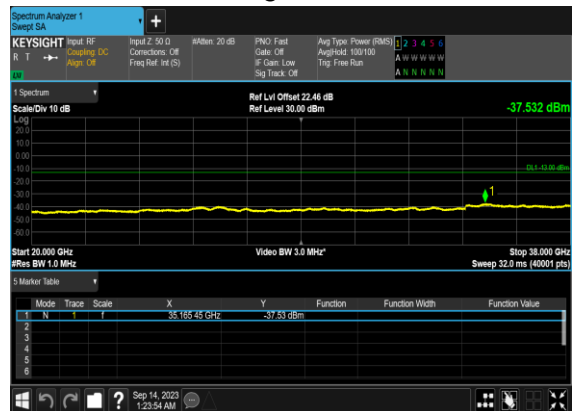 Spectrum Analyzer 1
Swept SA
+
KEYSIGHT Input: RF Input Z: 50 Ω #Atten: 20 dB PNO: Fast Avg Type: Power (RMS) 1 2 3 4 5 6
R T Coupling: DC Corrections: Off Gate: Off Avg|Hold: 100/100 A W W W W W
Align: Off Freq Ref: Int (S) IF Gain: Low Trig: Free Run
LW Sig Track: Off A N N N N N
1 Spectrum
Scale/Div 10 dB Ref Lvl Offset 22.46 dB Ref Level 30.00 dBm -37.532 dBm
Log
20.0
10.0
0.00
-10.0 DL1 -13.00 dBm
-20.0
-30.0 1
-40.0
-50.0
-60.0
Start 20.000 GHz Video BW 3.0 MHz* Stop 38.000 GHz
#Res BW 1.0 MHz Sweep 32.0 ms (40001 pts)
5 Marker Table
Mode Trace Scale X Y Function Function Width Function Value
1 N 1 f 35.165 45 GHz -37.53 dBm
2
3
4
5
6
? Sep 14, 2023
1:23:54 AM